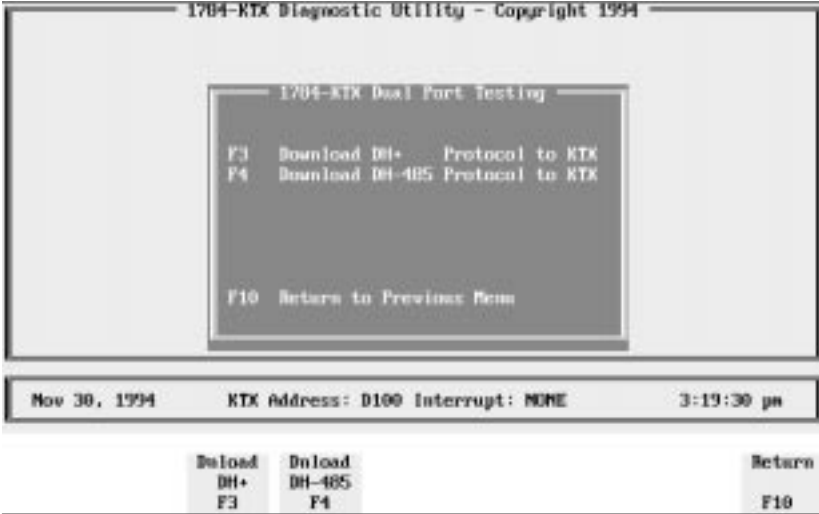 1784-KTX Diagnostic Utility - Copyright 1994
1784-KTX Dual Port Testing
F3 Download DH+ Protocol to KTX
F4 Download DH-485 Protocol to KTX
F10 Return to Previous Menu
Nov 30, 1994 KTX Address: D100 Interrupt: NONE 3:19:30 pm
Dnload Dnload Return
DH+ DH-485
F3 F4 F10